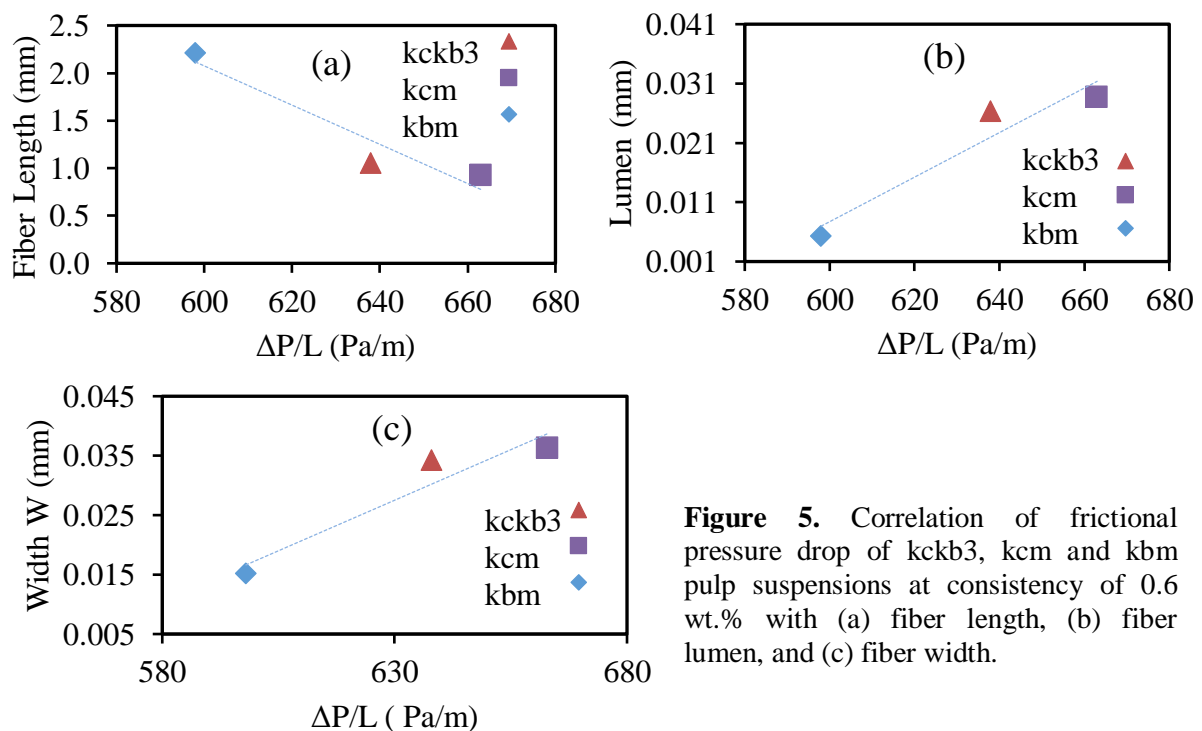 2.5
2.0
1.5
1.0
0.5
0.0
Fiber Length (mm)
(a)
kckb3
kcm
kbm
580 600 620 640 660 680
ΔP/L (Pa/m)
0.041
0.031
0.021
0.011
0.001
Lumen (mm)
(b)
kckb3
kcm
kbm
580 600 620 640 660 680
ΔP/L (Pa/m)
0.045
0.035
0.025
0.015
0.005
Width W (mm)
(c)
kckb3
kcm
kbm
580 630 680
ΔP/L ( Pa/m)
Figure 5. Correlation of frictional
pressure drop of kckb3, kcm and kbm
pulp suspensions at consistency of 0.6
wt.% with (a) fiber length, (b) fiber
lumen, and (c) fiber width.